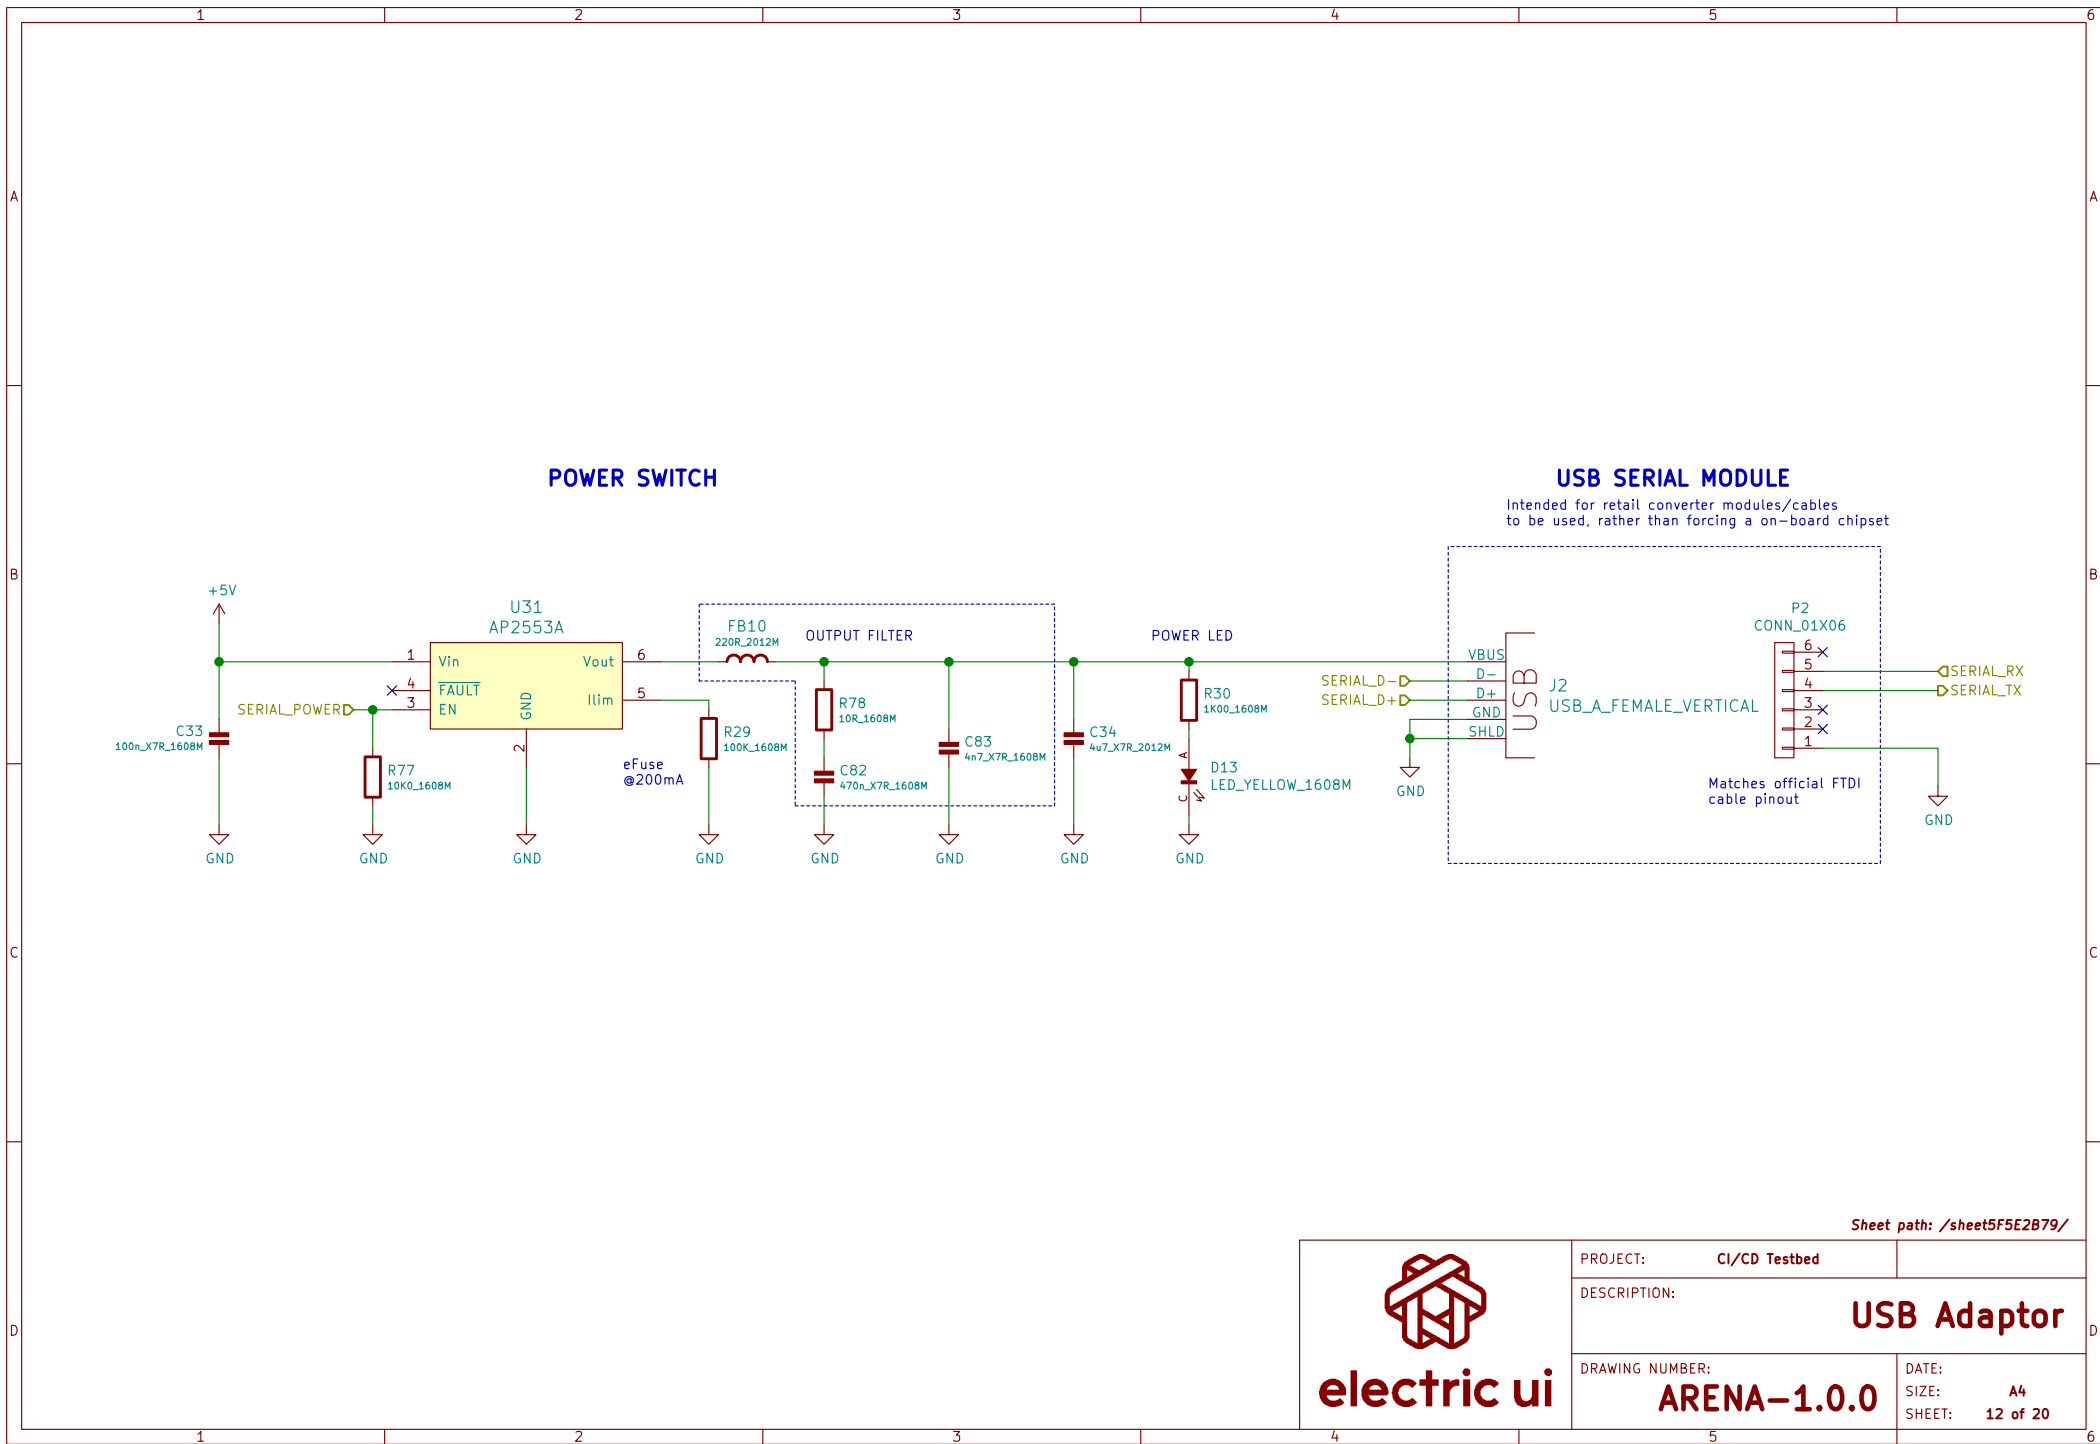 1 2 3 4 5 6
A A
POWER SWITCH
USB SERIAL MODULE
Intended for retail converter modules/cables
to be used, rather than forcing a on-board chipset
B B
+5V
U31
AP2553A
1 Vin
4 FAULT
3 EN
GND
2
Vout 6
Ilim 5
SERIAL_POWER
C33
100n_X7R_1608M
R77
10K0_1608M
eFuse
@200mA
R29
100K_1608M
FB10
220R_2012M
OUTPUT FILTER
R78
10R_1608M
C82
470n_X7R_1608M
C83
4n7_X7R_1608M
C34
4u7_X7R_2012M
POWER LED
R30
1K00_1608M
A
D13
LED_YELLOW_1608M
C
GND GND GND GND GND GND GND GND
SERIAL_D-
SERIAL_D+
VBUS
D-
D+
GND
SHLD
USB
J2
USB_A_FEMALE_VERTICAL
GND
P2
CONN_01X06
6
5
4
3
2
1
SERIAL_RX
SERIAL_TX
Matches official FTDI
cable pinout
GND
C C
Sheet path: /sheet5F5E2B79/
PROJECT: CI/CD Testbed
DESCRIPTION:
USB Adaptor
electric ui
DRAWING NUMBER:
ARENA-1.0.0
DATE:
SIZE: A4
SHEET: 12 of 20
D D
1 2 3 4 5 6